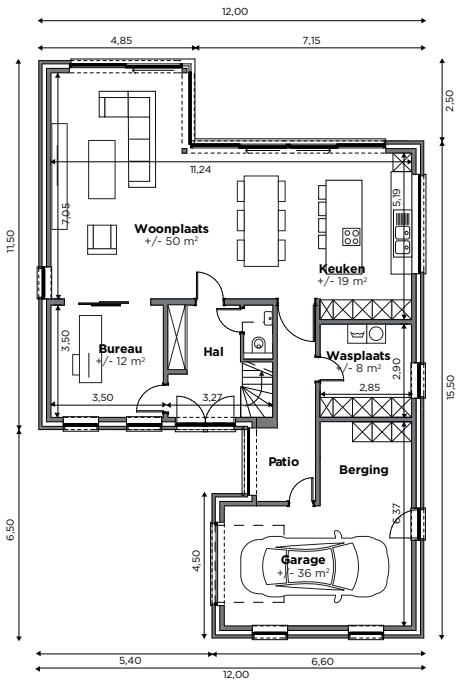 12,00
4,85
7,15
2,50
11,24
5,19
7,05
Woonplaats
+/- 50 m²
11,50
Keuken
+/- 19 m²
3,50
Bureau
+/- 12 m²
Hal
Wasplaats
+/- 8 m²
2,90
2,85
15,50
3,50
3,27
Patio
Berging
6,50
4,50
6,37
Garage
+/- 36 m²
5,40
6,60
12,00